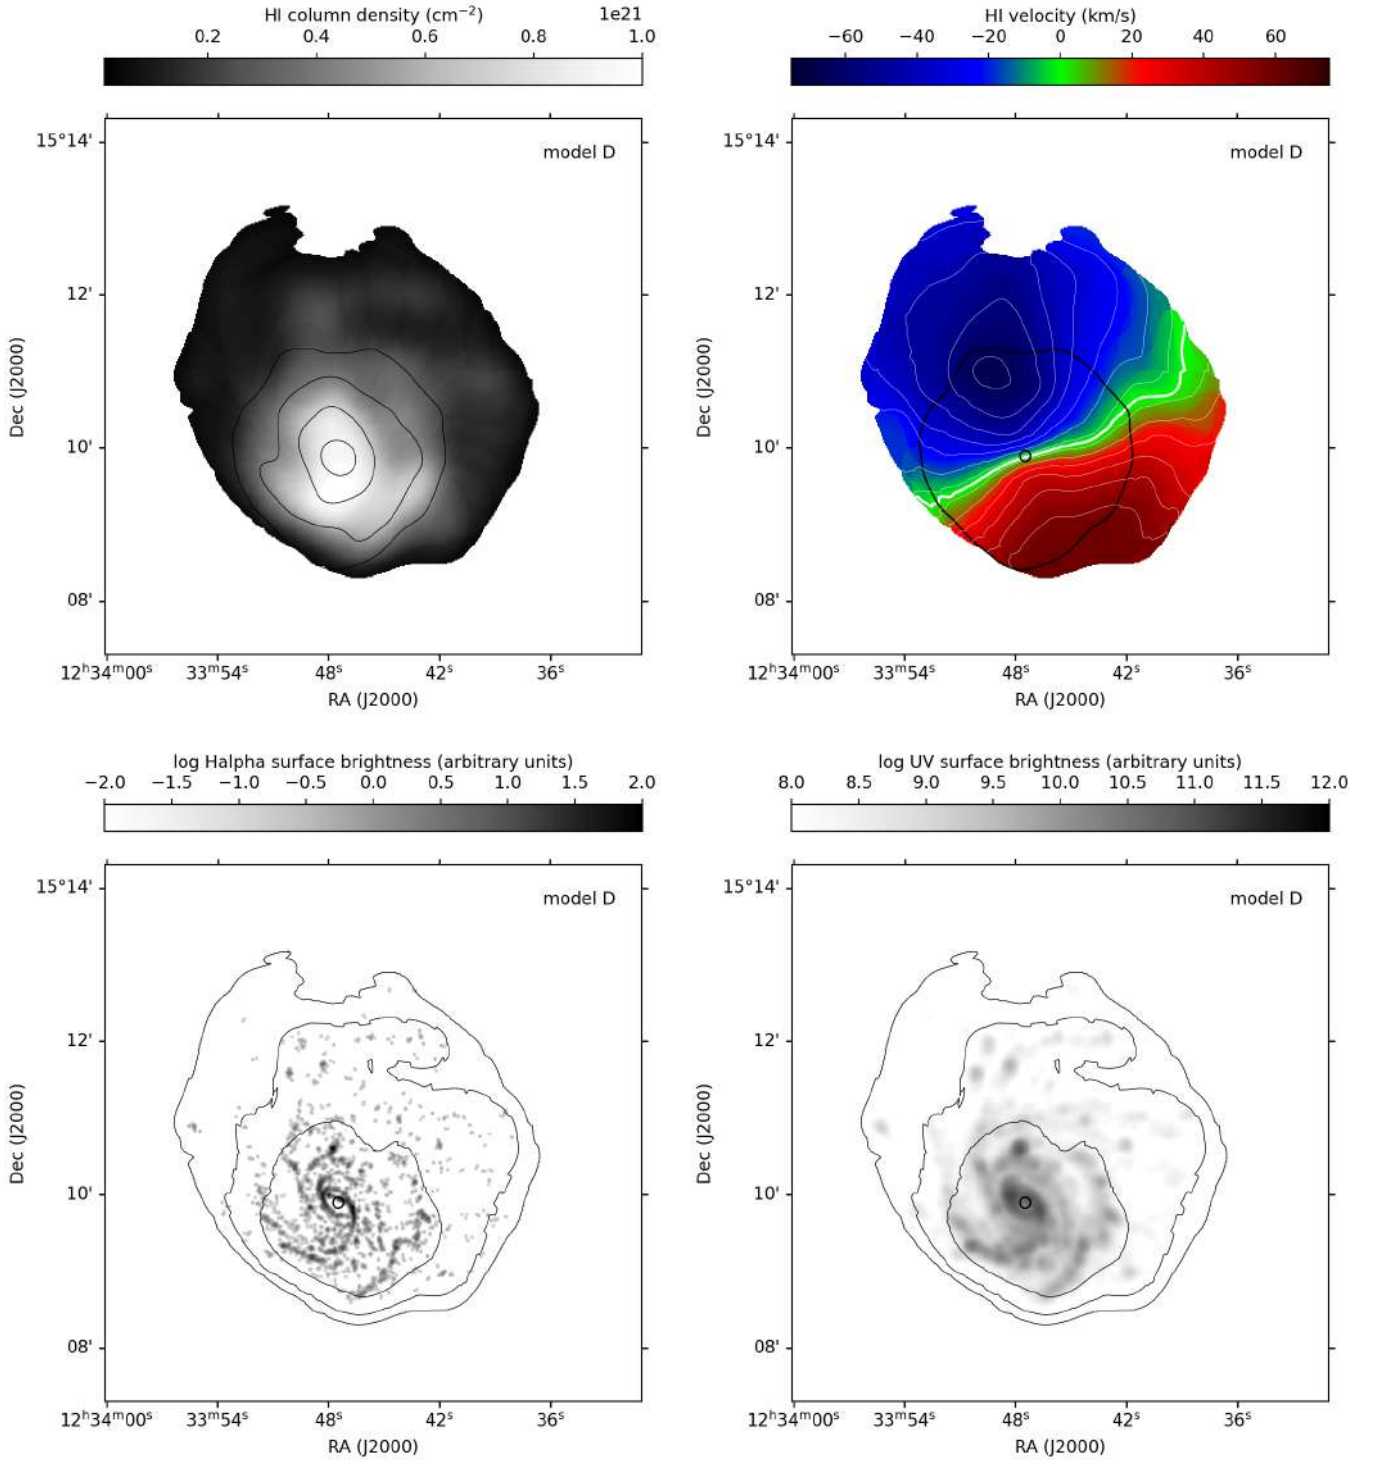 HI column density (cm⁻²) 1e21
0.2 0.4 0.6 0.8 1.0
model D
15°14'
12'
10'
08'
Dec (J2000)
12ʰ34ᵐ00ˢ 33ᵐ54ˢ 48ˢ 42ˢ 36ˢ
RA (J2000)
HI velocity (km/s)
−60 −40 −20 0 20 40 60
model D
15°14'
12'
10'
08'
Dec (J2000)
12ʰ34ᵐ00ˢ 33ᵐ54ˢ 48ˢ 42ˢ 36ˢ
RA (J2000)
log Halpha surface brightness (arbitrary units)
−2.0 −1.5 −1.0 −0.5 0.0 0.5 1.0 1.5 2.0
model D
15°14'
12'
10'
08'
Dec (J2000)
12ʰ34ᵐ00ˢ 33ᵐ54ˢ 48ˢ 42ˢ 36ˢ
RA (J2000)
log UV surface brightness (arbitrary units)
8.0 8.5 9.0 9.5 10.0 10.5 11.0 11.5 12.0
model D
15°14'
12'
10'
08'
Dec (J2000)
12ʰ34ᵐ00ˢ 33ᵐ54ˢ 48ˢ 42ˢ 36ˢ
RA (J2000)